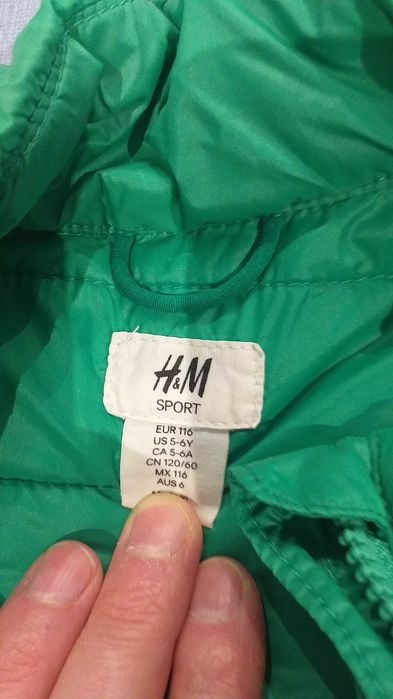 H&M
SPORT
EUR 116
US 5-6Y
CA 5-6A
CN 120/60
MX 116
AUS 6